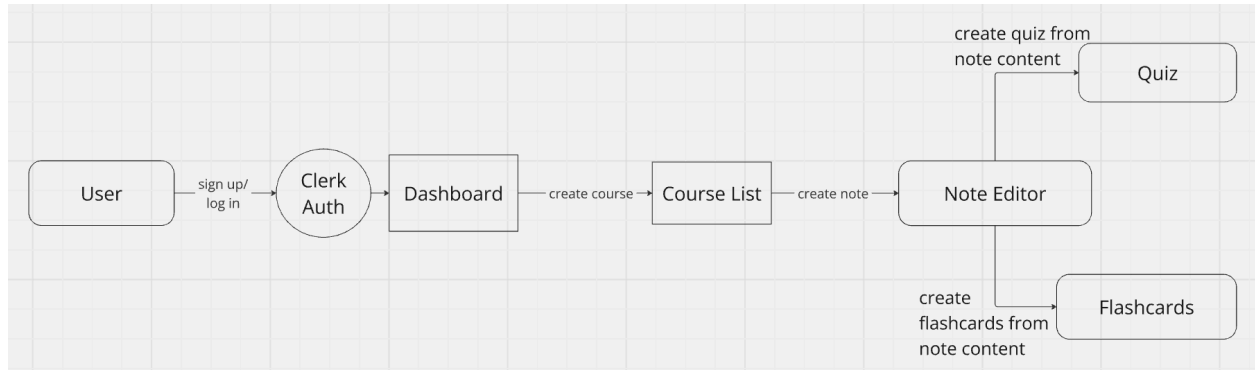 create quiz from
note content
Quiz
User
sign up/
log in
Clerk
Auth
Dashboard
create course
Course List
create note
Note Editor
create
flashcards from
note content
Flashcards